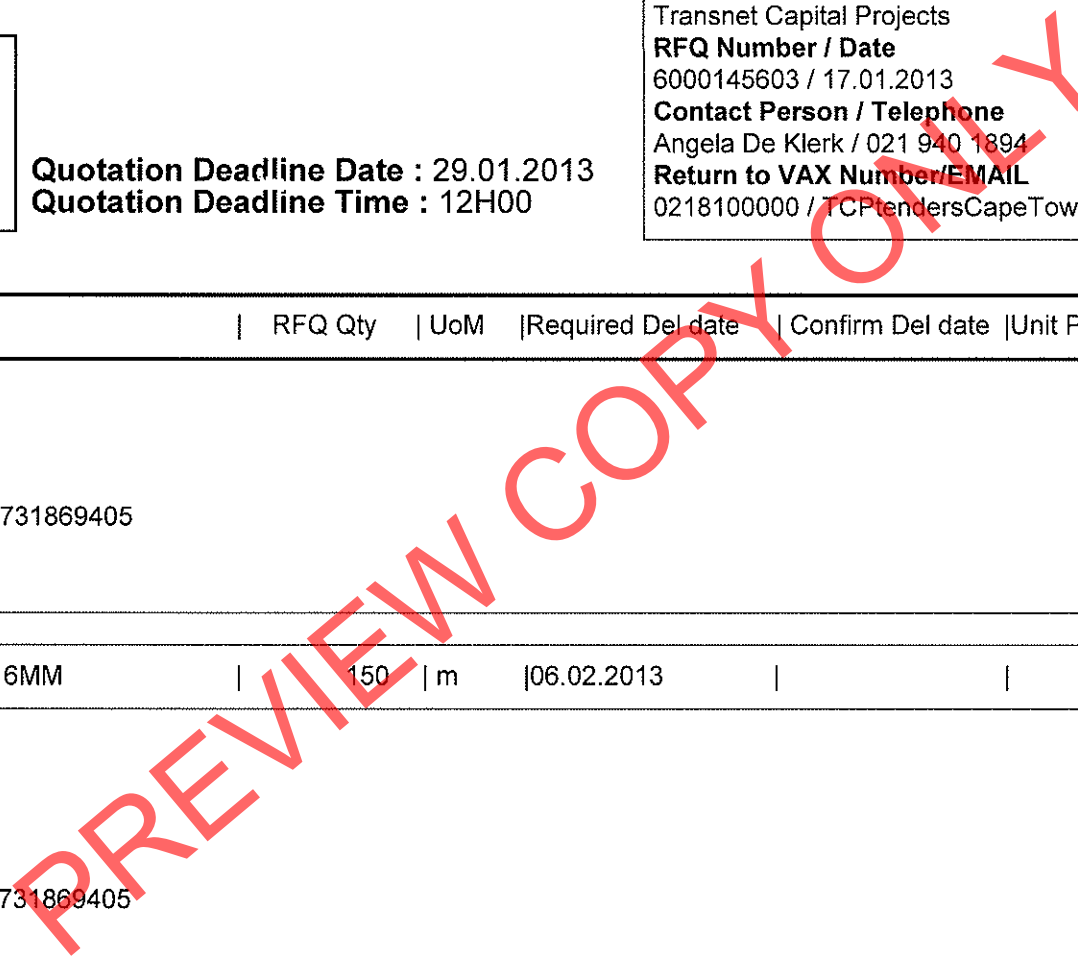 Transnet Capital Projects
RFQ Number / Date
6000145603 / 17.01.2013
Contact Person / Telephone
Angela De Klerk / 021 940 1894
Return to VAX Number/EMAIL
0218100000 / TCPtendersCapeTow
Quotation Deadline Date : 29.01.2013
Quotation Deadline Time : 12H00
| RFQ Qty | UoM |Required Del date | Confirm Del date |Unit P
731869405
6MM | 150 | m |06.02.2013 | |
731869405
PREVIEW COPY ONLY